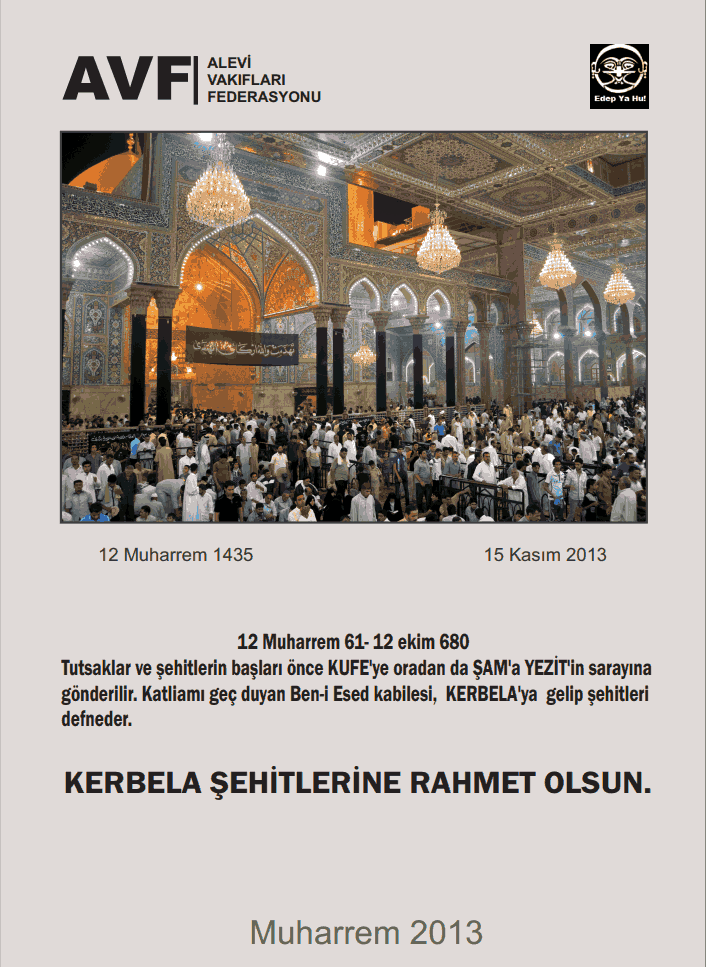 AVF
ALEVİ
VAKIFLARI
FEDERASYONU
Edep Ya Hu!
12 Muharrem 1435
15 Kasım 2013
12 Muharrem 61- 12 ekim 680
Tutsaklar ve şehitlerin başları önce KUFE'ye oradan da ŞAM'a YEZİT'in sarayına
gönderilir. Katliamı geç duyan Ben-i Esed kabilesi, KERBELA'ya gelip şehitleri
defneder.
KERBELA ŞEHİTLERİNE RAHMET OLSUN.
Muharrem 2013